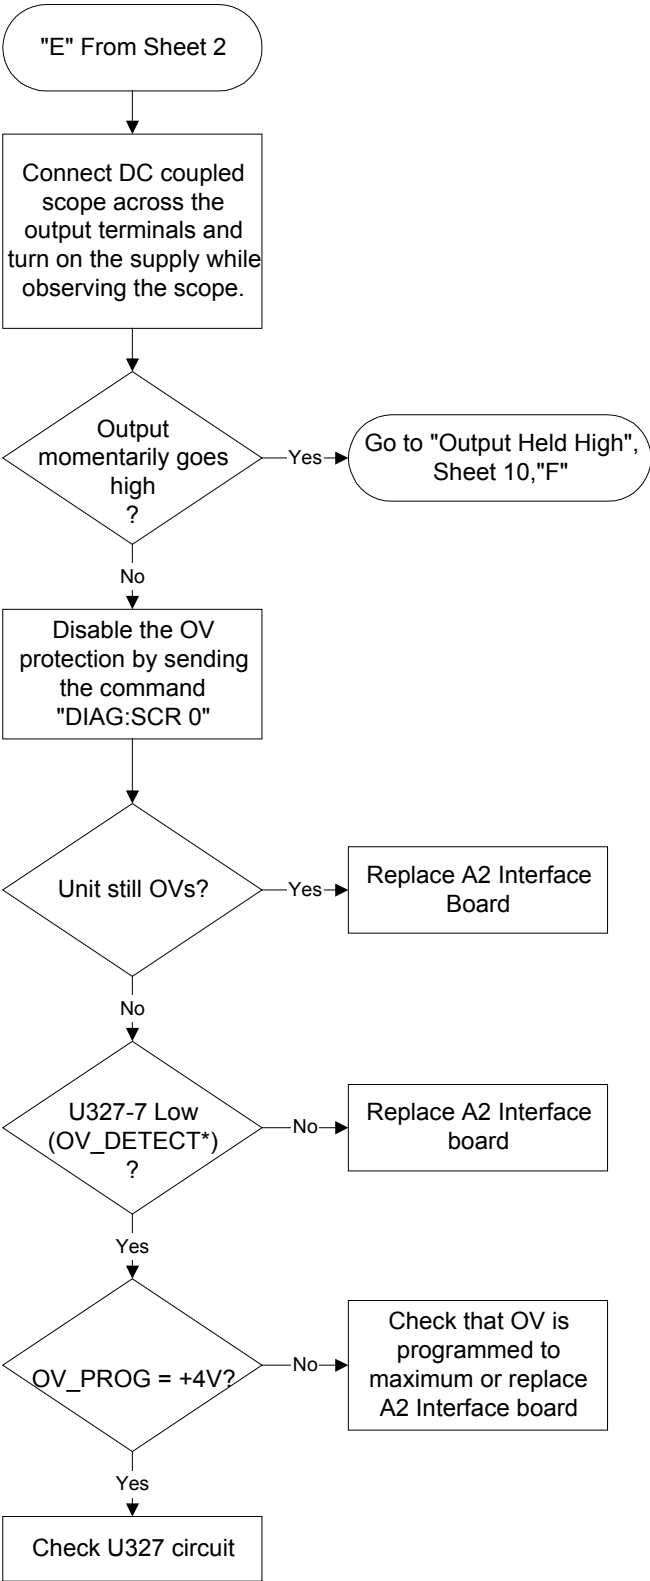 "E" From Sheet 2
Connect DC coupled
scope across the
output terminals and
turn on the supply while
observing the scope.
Output
momentarily goes
high
?
Yes
Go to "Output Held High",
Sheet 10,"F"
No
Disable the OV
protection by sending
the command
"DIAG:SCR 0"
Unit still OVs?
Yes
Replace A2 Interface
Board
No
U327-7 Low
(OV_DETECT*)
?
No
Replace A2 Interface
board
Yes
OV_PROG = +4V?
No
Check that OV is
programmed to
maximum or replace
A2 Interface board
Yes
Check U327 circuit